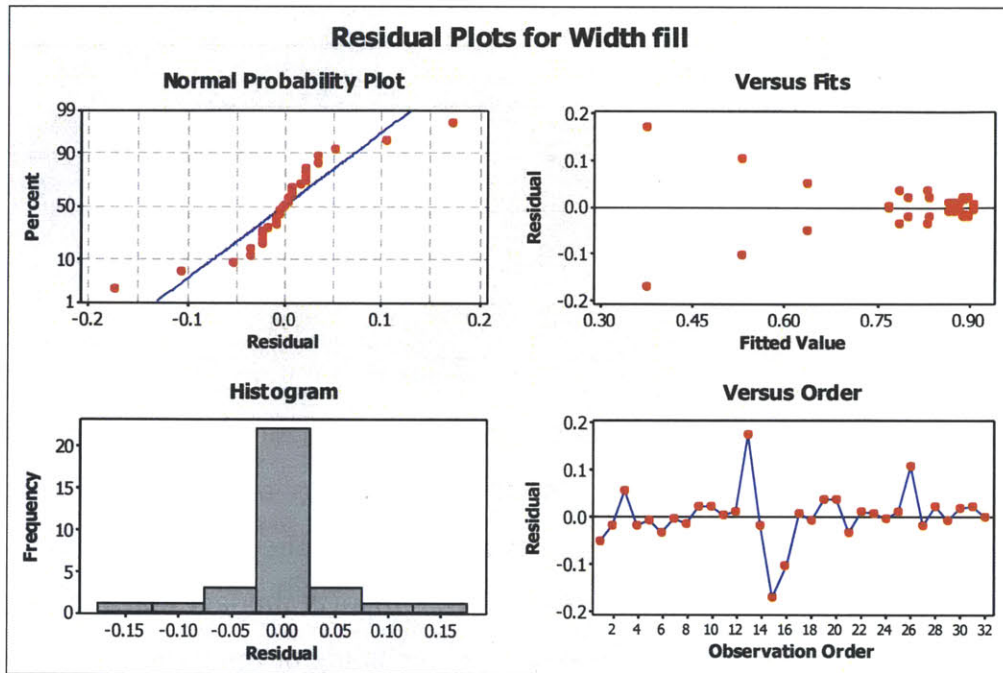 Residual Plots for Width fill
Normal Probability Plot
Percent
99
90
50
10
1
-0.2 -0.1 0.0 0.1 0.2
Residual
Versus Fits
Residual
0.2
0.1
0.0
-0.1
-0.2
0.30 0.45 0.60 0.75 0.90
Fitted Value
Histogram
Frequency
20
15
10
5
0
-0.15 -0.10 -0.05 0.00 0.05 0.10 0.15
Residual
Versus Order
Residual
0.2
0.1
0.0
-0.1
-0.2
2 4 6 8 10 12 14 16 18 20 22 24 26 28 30 32
Observation Order